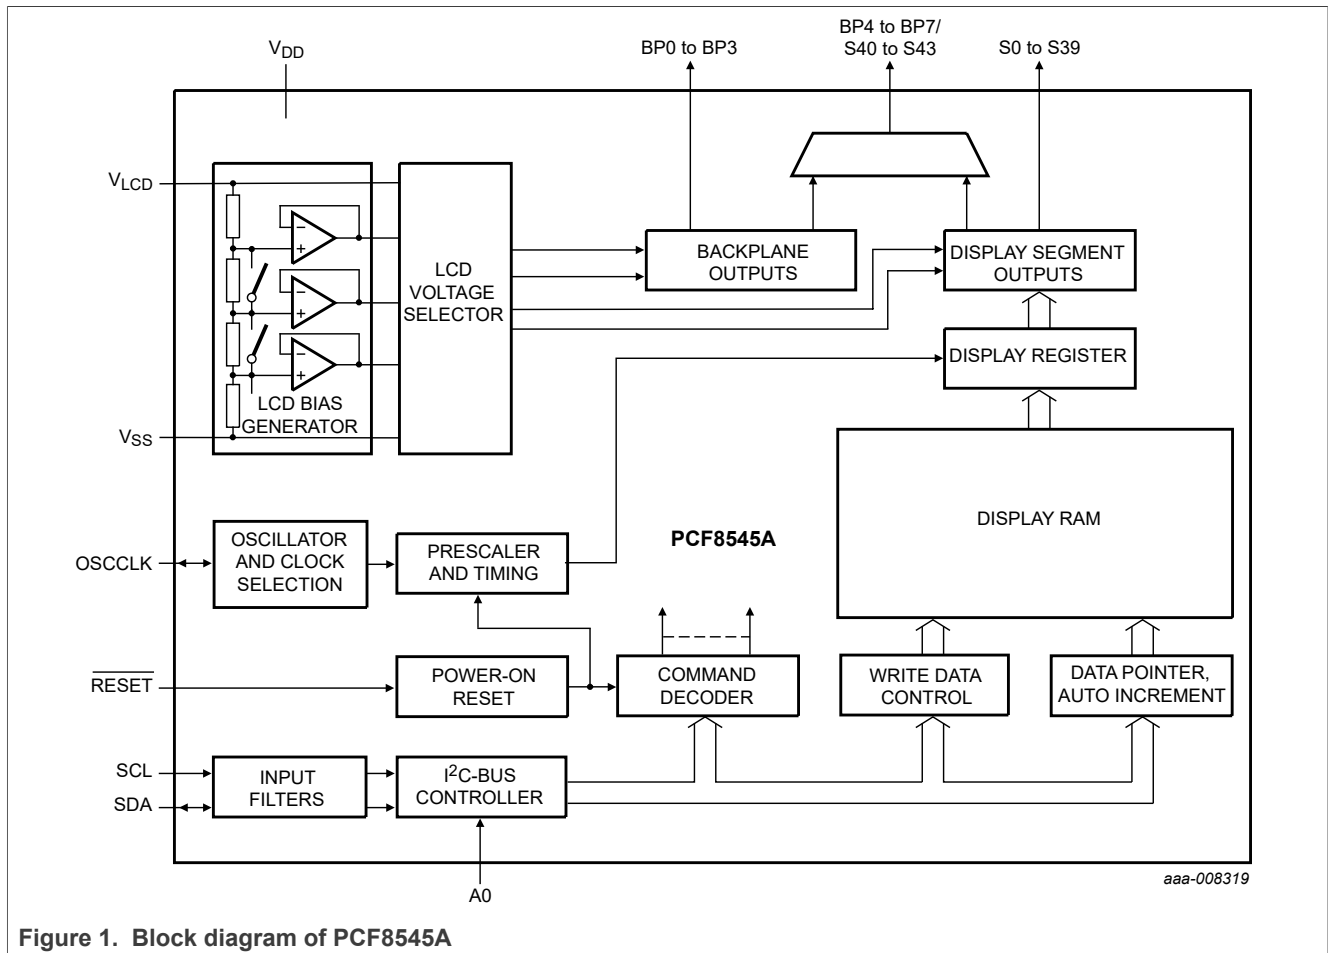 BP4 to BP7/
VDD
BP0 to BP3
S40 to S43
S0 to S39
VLCD
−
+
−
+
−
+
LCD BIAS
GENERATOR
VSS
LCD
VOLTAGE
SELECTOR
BACKPLANE
OUTPUTS
DISPLAY SEGMENT
OUTPUTS
DISPLAY REGISTER
DISPLAY RAM
PCF8545A
OSCCLK
OSCILLATOR
AND CLOCK
SELECTION
PRESCALER
AND TIMING
RESET
POWER-ON
RESET
COMMAND
DECODER
WRITE DATA
CONTROL
DATA POINTER,
AUTO INCREMENT
SCL
SDA
INPUT
FILTERS
I2C-BUS
CONTROLLER
A0
aaa-008319
Figure 1. Block diagram of PCF8545A